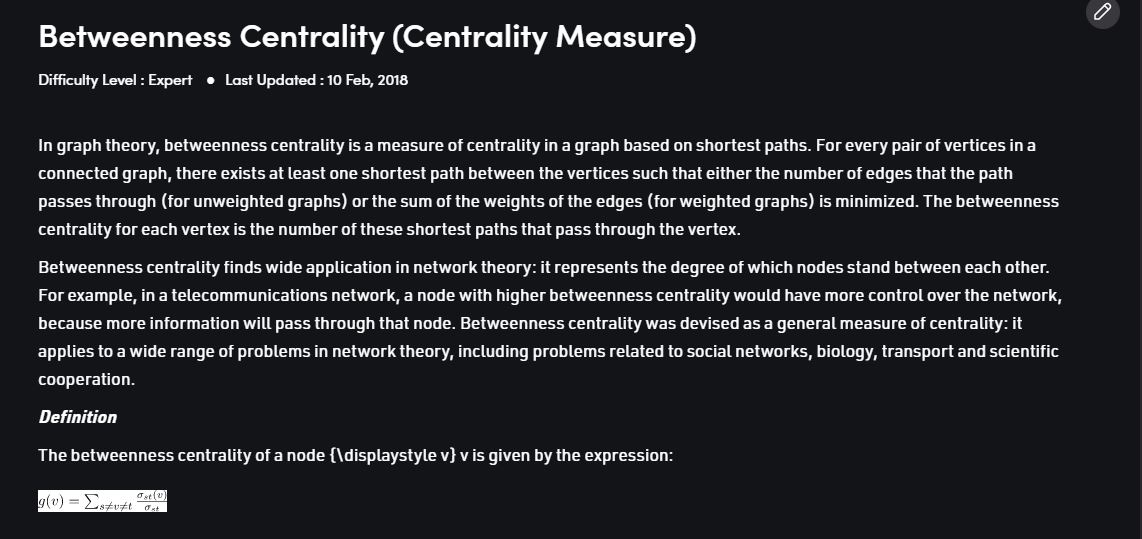 Betweenness Centrality (Centrality Measure)
Difficulty Level : Expert ● Last Updated : 10 Feb, 2018
In graph theory, betweenness centrality is a measure of centrality in a graph based on shortest paths. For every pair of vertices in a
connected graph, there exists at least one shortest path between the vertices such that either the number of edges that the path
passes through (for unweighted graphs) or the sum of the weights of the edges (for weighted graphs) is minimized. The betweenness
centrality for each vertex is the number of these shortest paths that pass through the vertex.
Betweenness centrality finds wide application in network theory: it represents the degree of which nodes stand between each other.
For example, in a telecommunications network, a node with higher betweenness centrality would have more control over the network,
because more information will pass through that node. Betweenness centrality was devised as a general measure of centrality: it
applies to a wide range of problems in network theory, including problems related to social networks, biology, transport and scientific
cooperation.
Definition
The betweenness centrality of a node {\displaystyle v} v is given by the expression:
g(v) = ∑s≠v≠t σst(v)/σst